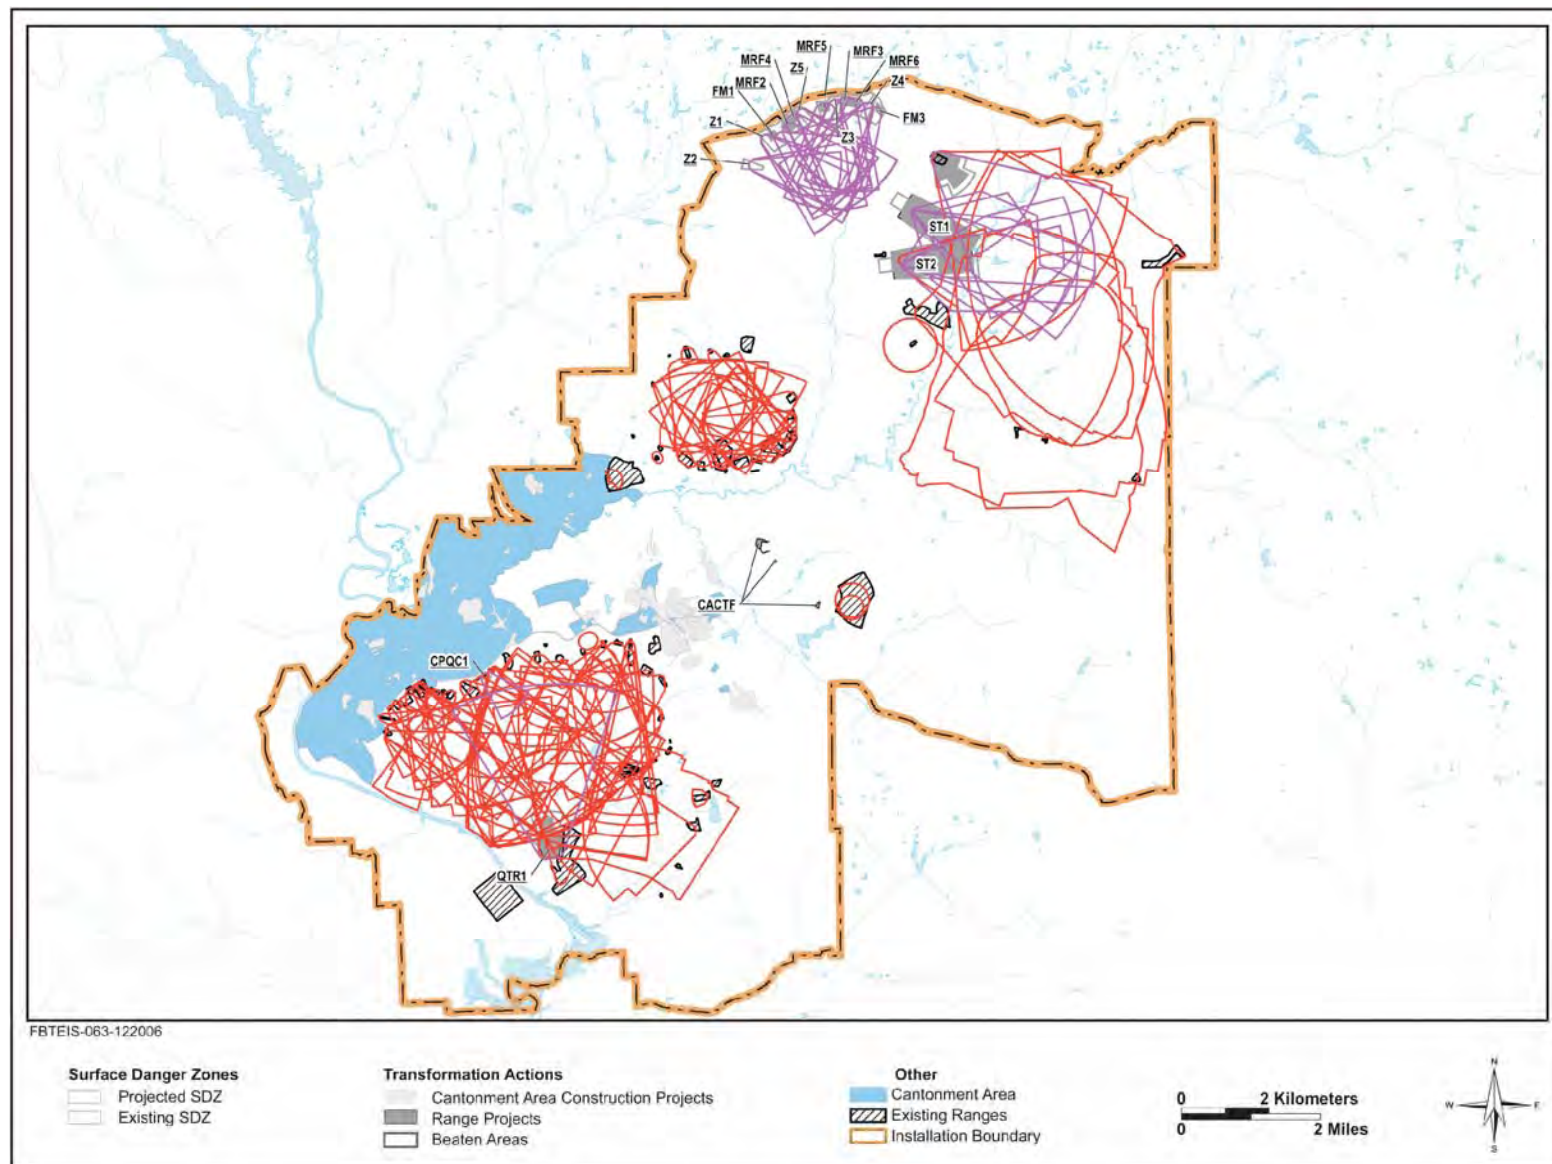 MRF5
MRF3
MRF4
MRF6
Z5
Z4
MRF2
FM1
FM3
Z1
Z3
Z2
ST1
ST2
CACTF
CPQC1
QTR1
FBTEIS-063-122006
Surface Danger Zones
Projected SDZ
Existing SDZ
Transformation Actions
Cantonment Area Construction Projects
Range Projects
Beaten Areas
Other
Cantonment Area
Existing Ranges
Installation Boundary
0 2 Kilometers
0 2 Miles
N
W E
S